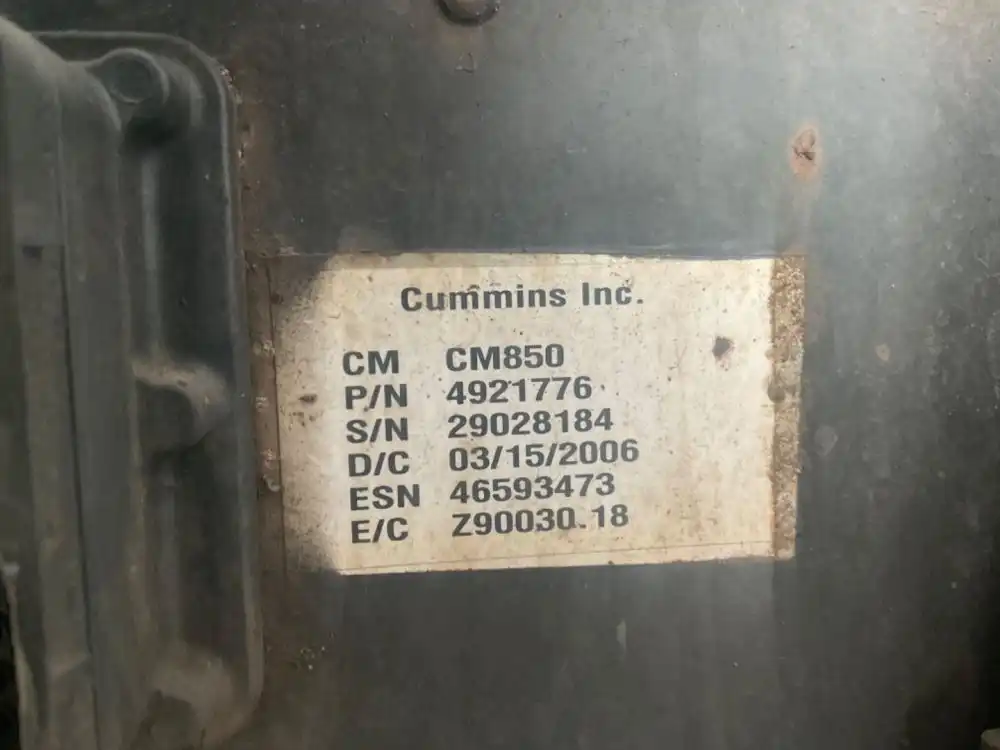 Cummins Inc.
CM CM850
P/N 4921776
S/N 29028184
D/C 03/15/2006
ESN 46593473
E/C Z90030.18